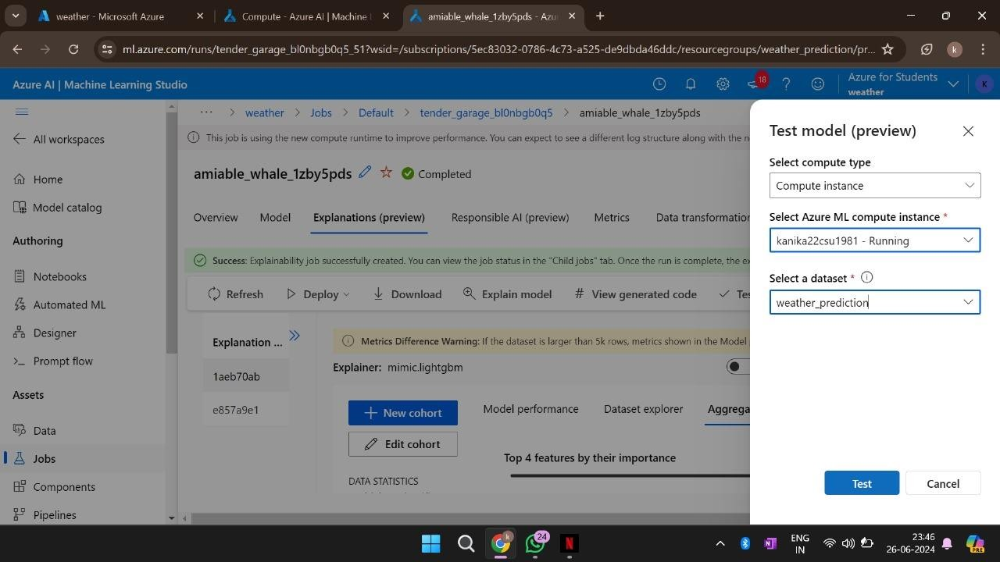 weather - Microsoft Azure
Compute - Azure AI | Machine L
amiable_whale_1zby5pds - Azu
ml.azure.com/runs/tender_garage_bl0nbgb0q5_51?wsid=/subscriptions/5ec83032-0786-4c73-a525-de9dbda46ddc/resourcegroups/weather_prediction/pr...
k
Azure AI | Machine Learning Studio
18
Azure for Students
weather
K
All workspaces
Home
Model catalog
Authoring
Notebooks
Automated ML
Designer
Prompt flow
Assets
Data
Jobs
Components
Pipelines
... > weather > Jobs > Default > tender_garage_bl0nbgb0q5 > amiable_whale_1zby5pds
This job is using the new compute runtime to improve performance. You can expect to see a different log structure along with the n
amiable_whale_1zby5pds Completed
Overview Model Explanations (preview) Responsible AI (preview) Metrics Data transformation
Success: Explainability job successfully created. You can view the job status in the "Child jobs" tab. Once the run is complete, the ex
Refresh Deploy Download Explain model # View generated code Tes
Explanation ...
1aeb70ab
e857a9e1
Metrics Difference Warning: If the dataset is larger than 5k rows, metrics shown in the Model
Explainer: mimic.lightgbm
New cohort
Edit cohort
DATA STATISTICS
Model performance Dataset explorer Aggrega
Top 4 features by their importance
Test model (preview)
Select compute type
Compute instance
Select Azure ML compute instance *
kanika22csu1981 - Running
Select a dataset *
weather_prediction
Test
Cancel
k
24
N
N
ENG
IN
23:46
26-06-2024
PRE